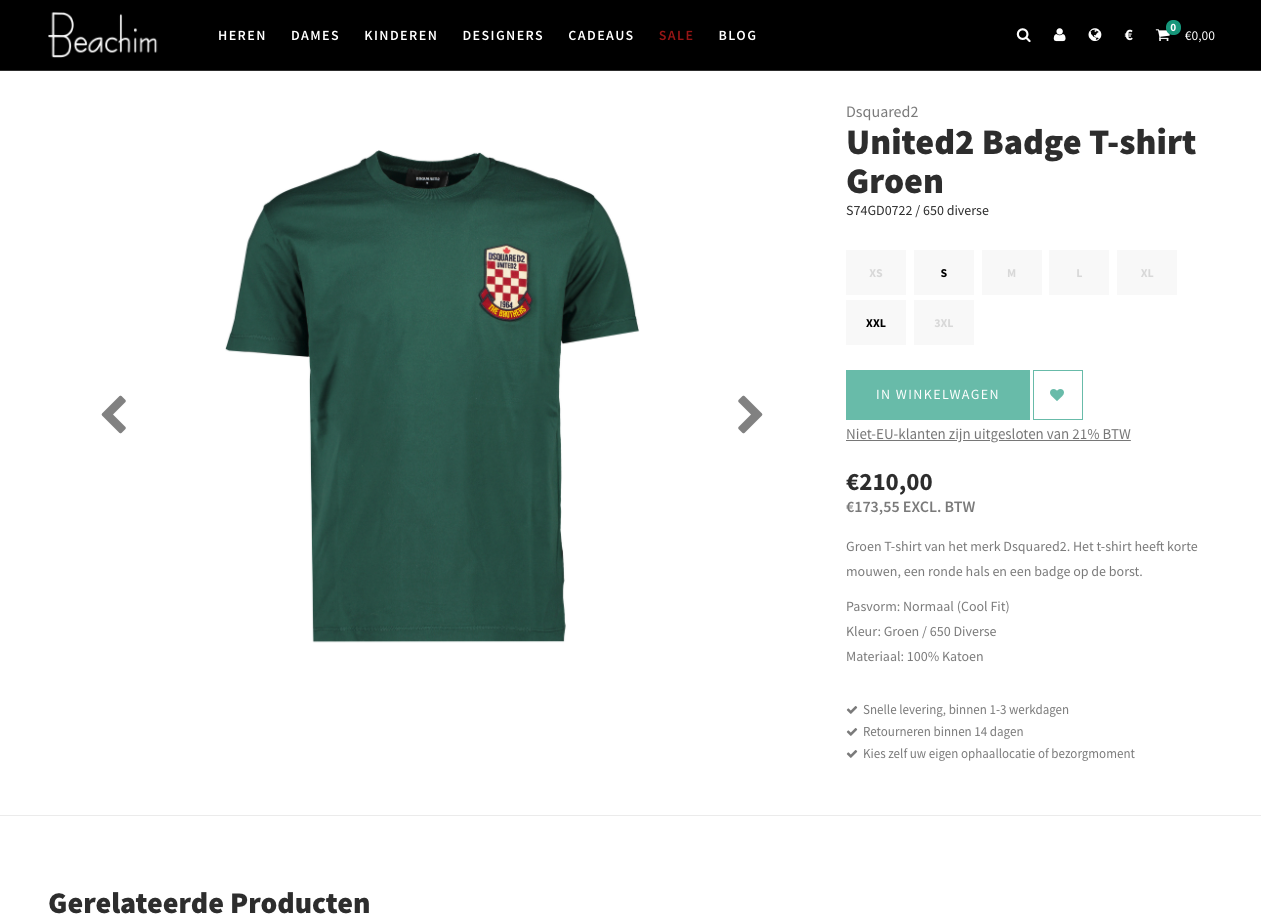 Beachim
HEREN DAMES KINDEREN DESIGNERS CADEAUS SALE BLOG
€ 0 €0,00
DSQUARED2
UNITED2
1964
THE BROTHERS
Dsquared2
United2 Badge T-shirt
Groen
S74GD0722 / 650 diverse
XS S M L XL
XXL 3XL
IN WINKELWAGEN
Niet-EU-klanten zijn uitgesloten van 21% BTW
€210,00
€173,55 EXCL. BTW
Groen T-shirt van het merk Dsquared2. Het t-shirt heeft korte
mouwen, een ronde hals en een badge op de borst.
Pasvorm: Normaal (Cool Fit)
Kleur: Groen / 650 Diverse
Materiaal: 100% Katoen
Snelle levering, binnen 1-3 werkdagen
Retourneren binnen 14 dagen
Kies zelf uw eigen ophaallocatie of bezorgmoment
Gerelateerde Producten